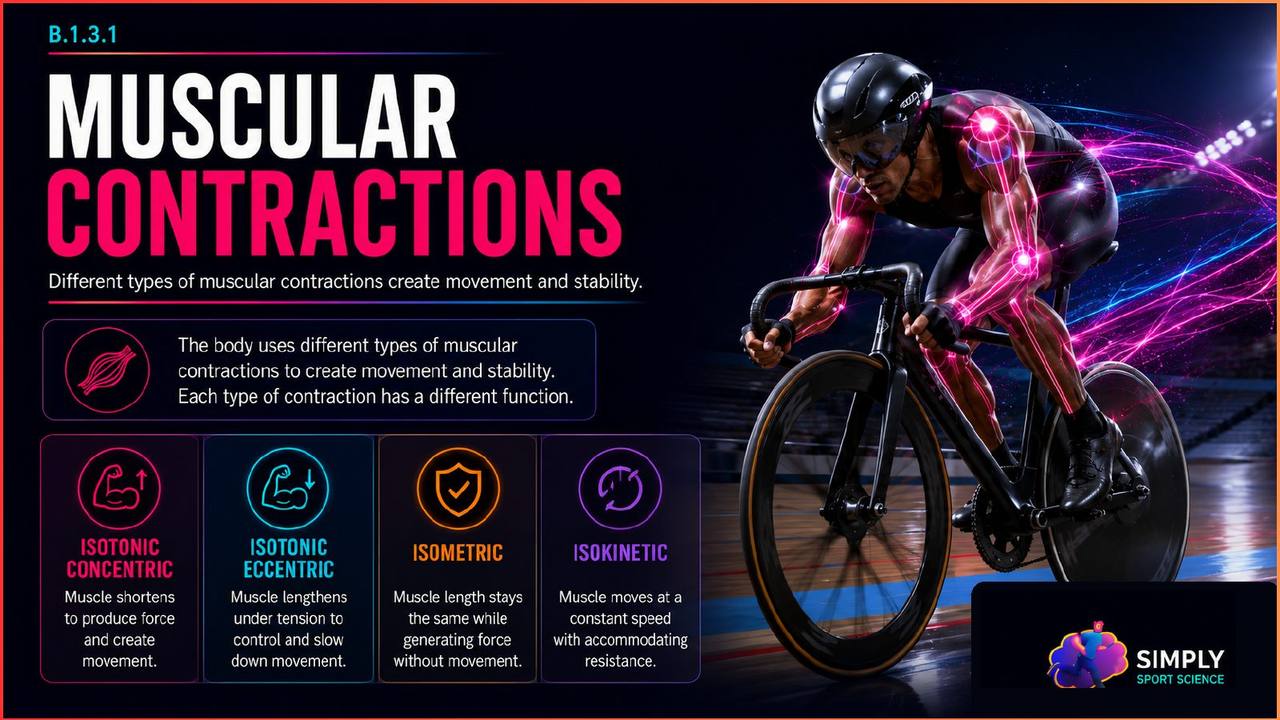 B.1.3.1
MUSCULAR
CONTRACTIONS
Different types of muscular contractions create movement and stability.
The body uses different types of muscular
contractions to create movement and stability.
Each type of contraction has a different function.
ISOTONIC
CONCENTRIC
Muscle shortens
to produce force
and create
movement.
ISOTONIC
ECCENTRIC
Muscle lengthens
under tension to
control and slow
down movement.
ISOMETRIC
Muscle length stays
the same while
generating force
without movement.
ISOKINETIC
Muscle moves at a
constant speed
with accommodating
resistance.
SIMPLY
SPORT SCIENCE